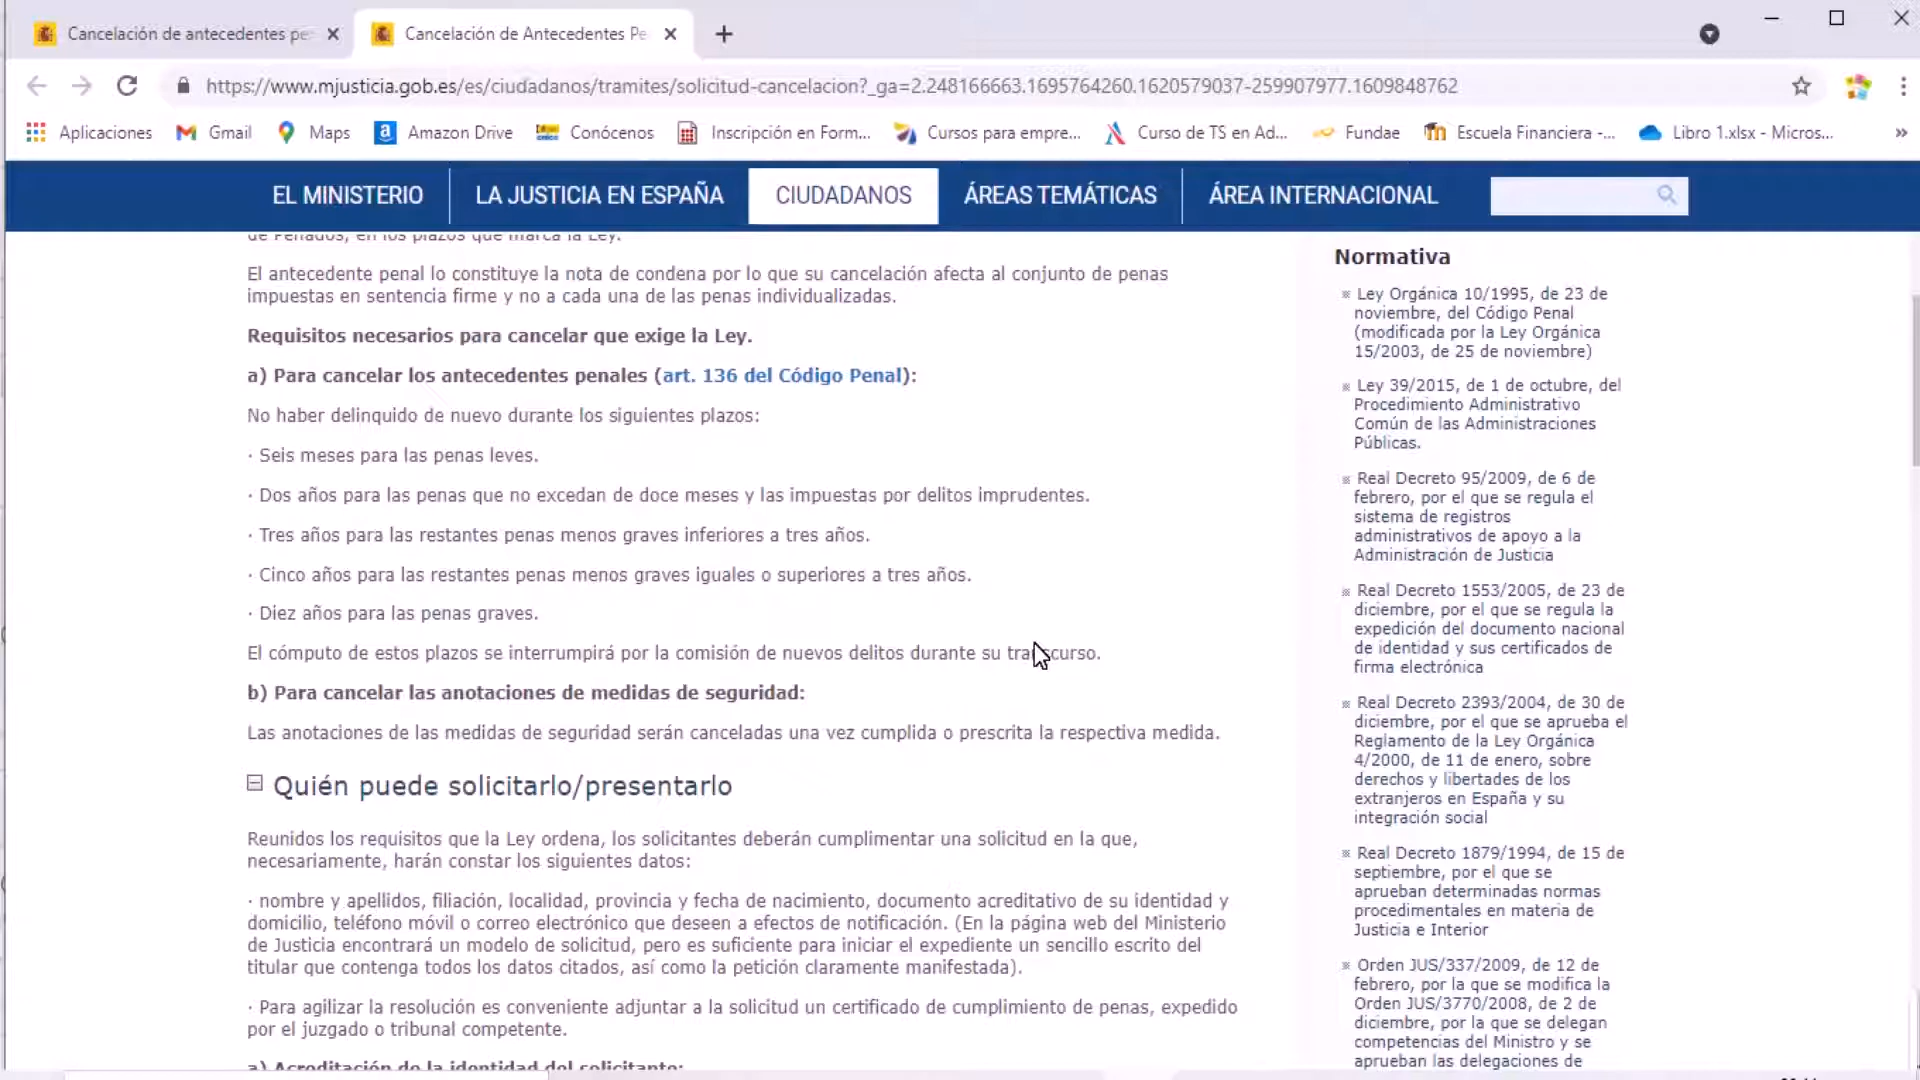 Cancelación de antecedentes pe
Cancelación de Antecedentes Pe
https://www.mjusticia.gob.es/es/ciudadanos/tramites/solicitud-cancelacion?_ga=2.248166663.1695764260.1620579037-259907977.1609848762
Aplicaciones
Gmail
Maps
Amazon Drive
Conócenos
Inscripción en Form...
Cursos para empre...
Curso de TS en Ad...
Fundae
Escuela Financiera -...
Libro 1.xlsx - Micros...
»
EL MINISTERIO
LA JUSTICIA EN ESPAÑA
CIUDADANOS
ÁREAS TEMÁTICAS
ÁREA INTERNACIONAL
de Penados, en los plazos que marca la Ley.
El antecedente penal lo constituye la nota de condena por lo que su cancelación afecta al conjunto de penas
impuestas en sentencia firme y no a cada una de las penas individualizadas.
Requisitos necesarios para cancelar que exige la Ley.
a) Para cancelar los antecedentes penales (art. 136 del Código Penal):
No haber delinquido de nuevo durante los siguientes plazos:
· Seis meses para las penas leves.
· Dos años para las penas que no excedan de doce meses y las impuestas por delitos imprudentes.
· Tres años para las restantes penas menos graves inferiores a tres años.
· Cinco años para las restantes penas menos graves iguales o superiores a tres años.
· Diez años para las penas graves.
El cómputo de estos plazos se interrumpirá por la comisión de nuevos delitos durante su transcurso.
b) Para cancelar las anotaciones de medidas de seguridad:
Las anotaciones de las medidas de seguridad serán canceladas una vez cumplida o prescrita la respectiva medida.
Quién puede solicitarlo/presentarlo
Reunidos los requisitos que la Ley ordena, los solicitantes deberán cumplimentar una solicitud en la que,
necesariamente, harán constar los siguientes datos:
· nombre y apellidos, filiación, localidad, provincia y fecha de nacimiento, documento acreditativo de su identidad y
domicilio, teléfono móvil o correo electrónico que deseen a efectos de notificación. (En la página web del Ministerio
de Justicia encontrará un modelo de solicitud, pero es suficiente para iniciar el expediente un sencillo escrito del
titular que contenga todos los datos citados, así como la petición claramente manifestada).
· Para agilizar la resolución es conveniente adjuntar a la solicitud un certificado de cumplimiento de penas, expedido
por el juzgado o tribunal competente.
a) Acreditación de la identidad del solicitante:
Normativa
Ley Orgánica 10/1995, de 23 de
noviembre, del Código Penal
(modificada por la Ley Orgánica
15/2003, de 25 de noviembre)
Ley 39/2015, de 1 de octubre, del
Procedimiento Administrativo
Común de las Administraciones
Públicas.
Real Decreto 95/2009, de 6 de
febrero, por el que se regula el
sistema de registros
administrativos de apoyo a la
Administración de Justicia
Real Decreto 1553/2005, de 23 de
diciembre, por el que se regula la
expedición del documento nacional
de identidad y sus certificados de
firma electrónica
Real Decreto 2393/2004, de 30 de
diciembre, por el que se aprueba el
Reglamento de la Ley Orgánica
4/2000, de 11 de enero, sobre
derechos y libertades de los
extranjeros en España y su
integración social
Real Decreto 1879/1994, de 15 de
septiembre, por el que se
aprueban determinadas normas
procedimentales en materia de
Justicia e Interior
Orden JUS/337/2009, de 12 de
febrero, por la que se modifica la
Orden JUS/3770/2008, de 2 de
diciembre, por la que se delegan
competencias del Ministro y se
aprueban las delegaciones de